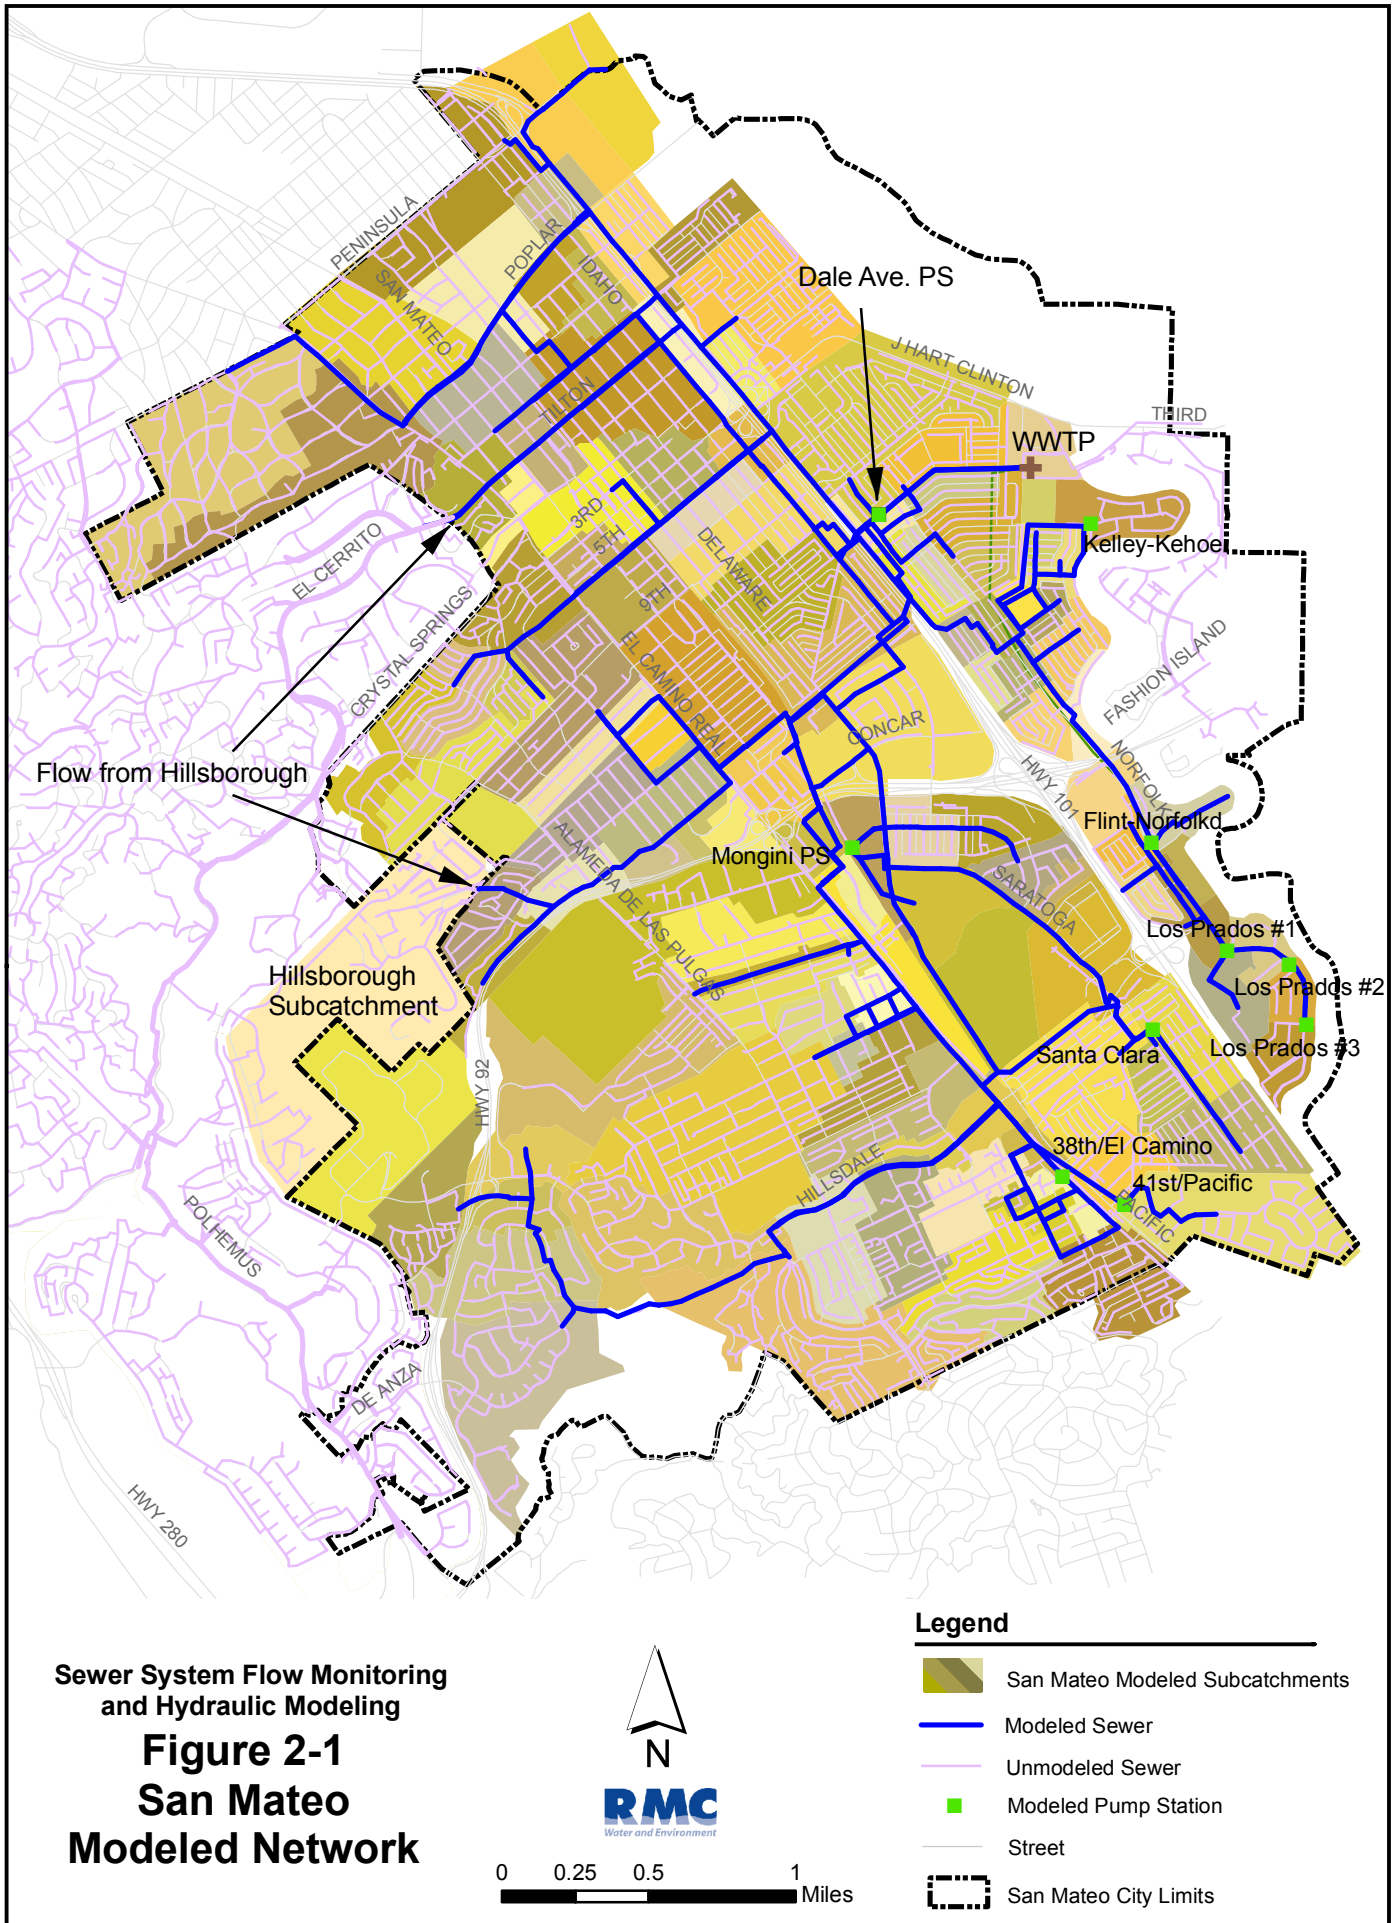 PENINSULA
SAN MATEO
POPLAR
IDAHO
Dale Ave. PS
J HART CLINTON
THIRD
WWTP
TILTON
3RD
5TH
9TH
DELAWARE
Kelley-Kehoe
EL CERRITO
CRYSTAL SPRINGS
EL CAMINO REAL
FASHION ISLAND
CONCAR
Flow from Hillsborough
HWY 101
NORFOLK
Flint-Norfolkd
ALAMEDA DE LAS PULGAS
Mongini PS
SARATOGA
Los Prados #1
Hillsborough
Subcatchment
Los Prados #2
Santa Clara
Los Prados #3
HWY 92
38th/El Camino
HILLSDALE
41st/Pacific
PACIFIC
POLHEMUS
DE ANZA
HWY 280
Sewer System Flow Monitoring
and Hydraulic Modeling
Figure 2-1
San Mateo
Modeled Network
N
RMC
Water and Environment
0 0.25 0.5 1
Miles
Legend
San Mateo Modeled Subcatchments
Modeled Sewer
Unmodeled Sewer
Modeled Pump Station
Street
San Mateo City Limits